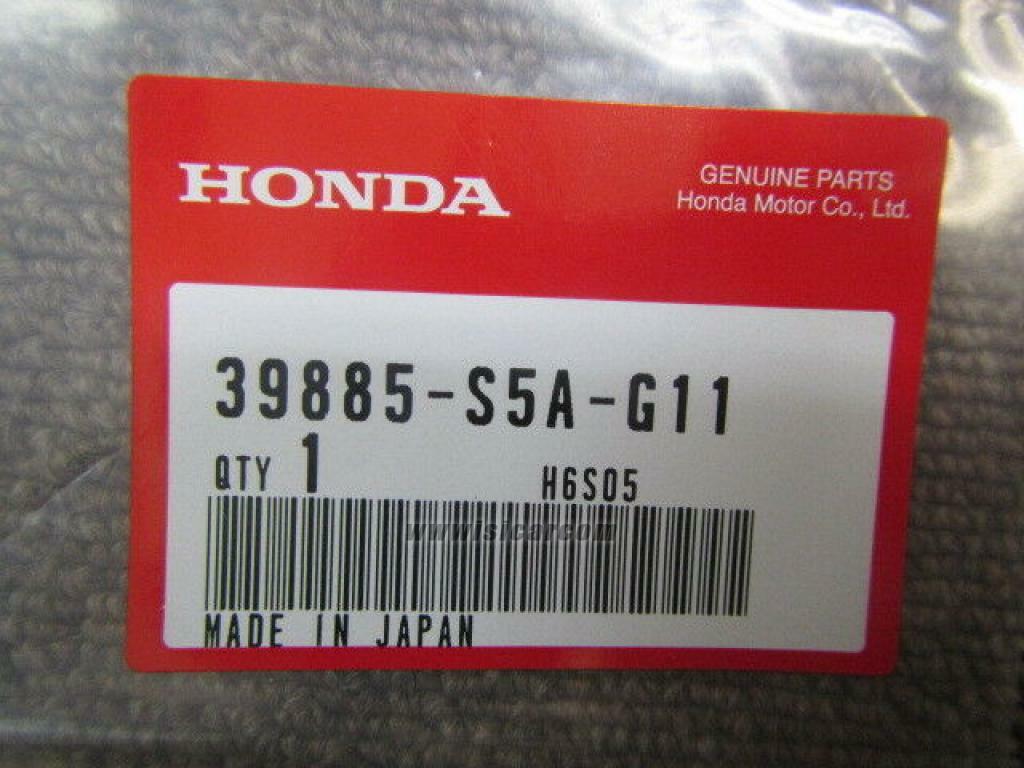 HONDA
GENUINE PARTS
Honda Motor Co., Ltd.
39885-S5A-G11
QTY 1 H6S05
MADE IN JAPAN